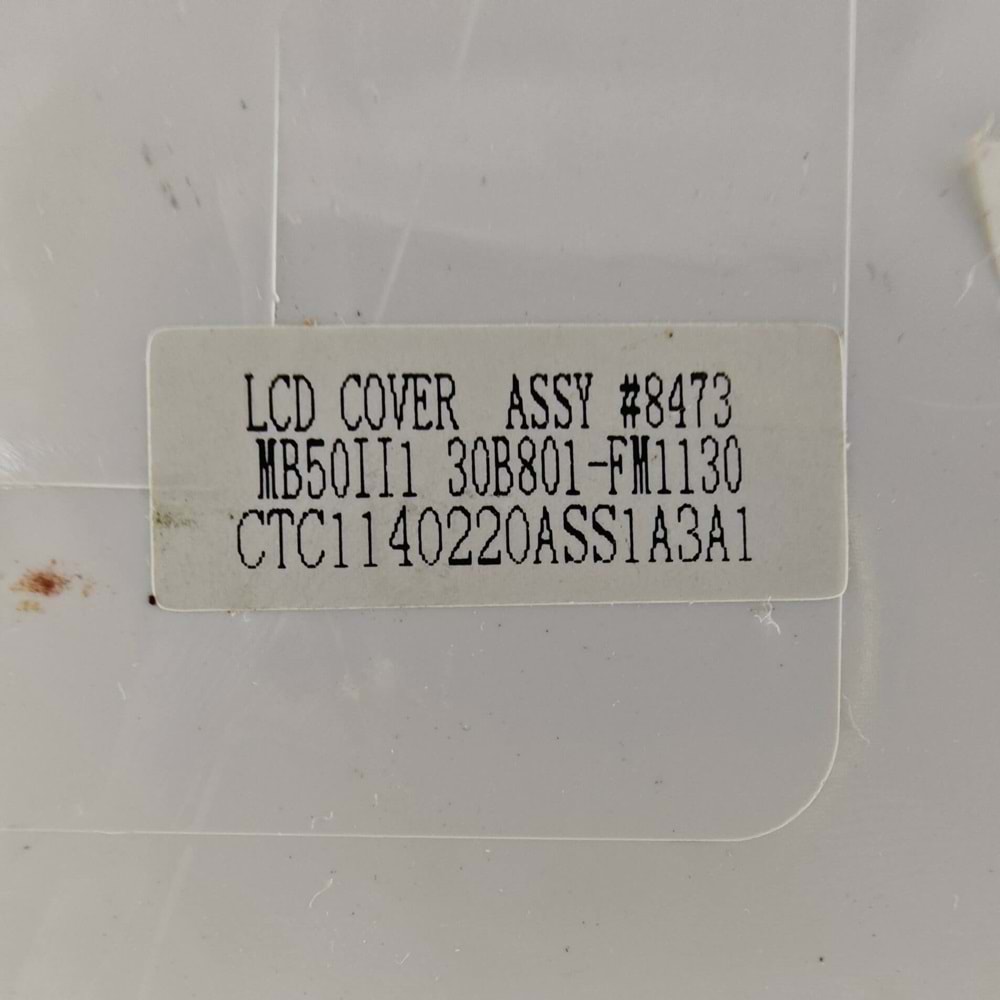 LCD COVER ASSY #8473
MB50II1 30B801-FM1130
CTC1140220ASS1A3A1